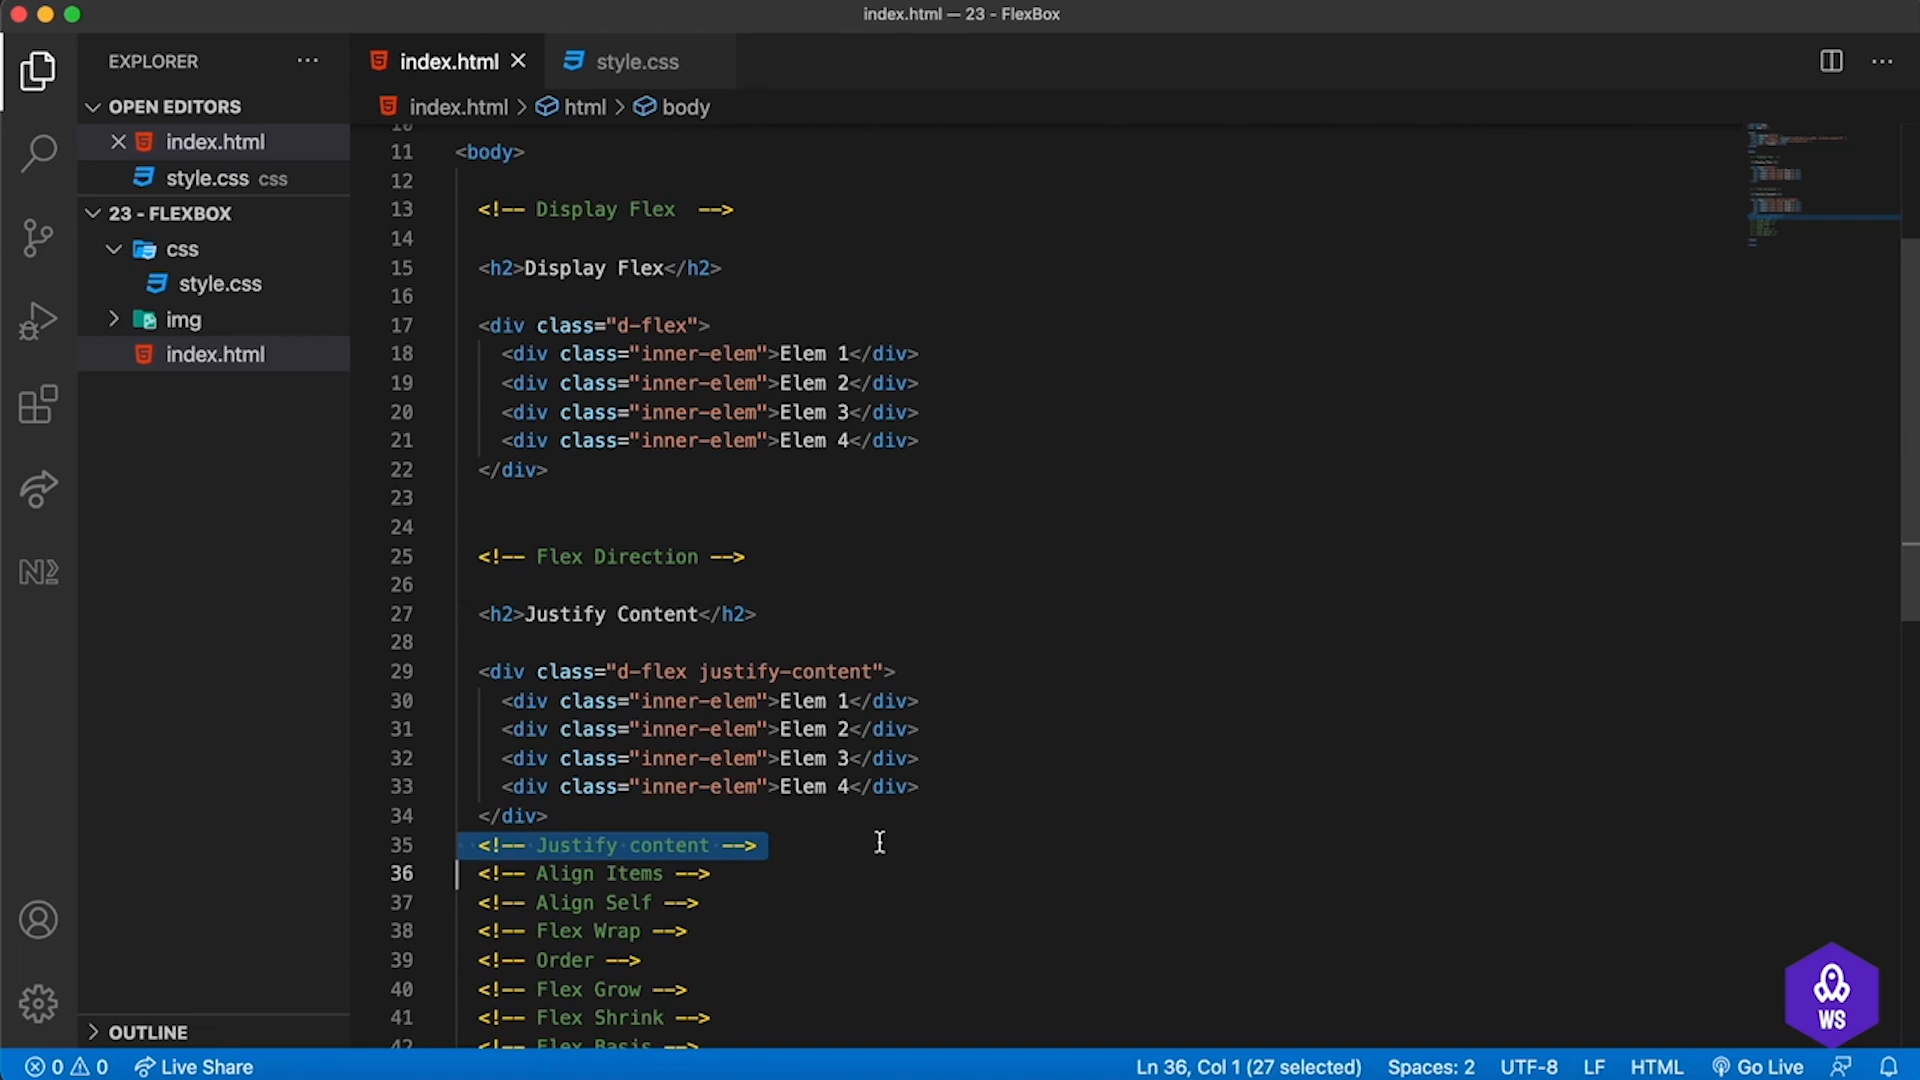 index.html — 23 - FlexBox
EXPLORER
index.html
style.css
OPEN EDITORS
index.html
style.css css
23 - FLEXBOX
css
style.css
img
index.html
OUTLINE
index.html > html > body
10
11 <body>
12
13 <!-- Display Flex  -->
14
15 <h2>Display Flex</h2>
16
17 <div class="d-flex">
18 <div class="inner-elem">Elem 1</div>
19 <div class="inner-elem">Elem 2</div>
20 <div class="inner-elem">Elem 3</div>
21 <div class="inner-elem">Elem 4</div>
22 </div>
23
24
25 <!-- Flex Direction -->
26
27 <h2>Justify Content</h2>
28
29 <div class="d-flex justify-content">
30 <div class="inner-elem">Elem 1</div>
31 <div class="inner-elem">Elem 2</div>
32 <div class="inner-elem">Elem 3</div>
33 <div class="inner-elem">Elem 4</div>
34 </div>
35 <!-- Justify content -->
36 <!-- Align Items -->
37 <!-- Align Self -->
38 <!-- Flex Wrap -->
39 <!-- Order -->
40 <!-- Flex Grow -->
41 <!-- Flex Shrink -->
42 <!-- Flex Basis -->
WS
0 0 Live Share
Ln 36, Col 1 (27 selected) Spaces: 2 UTF-8 LF HTML Go Live